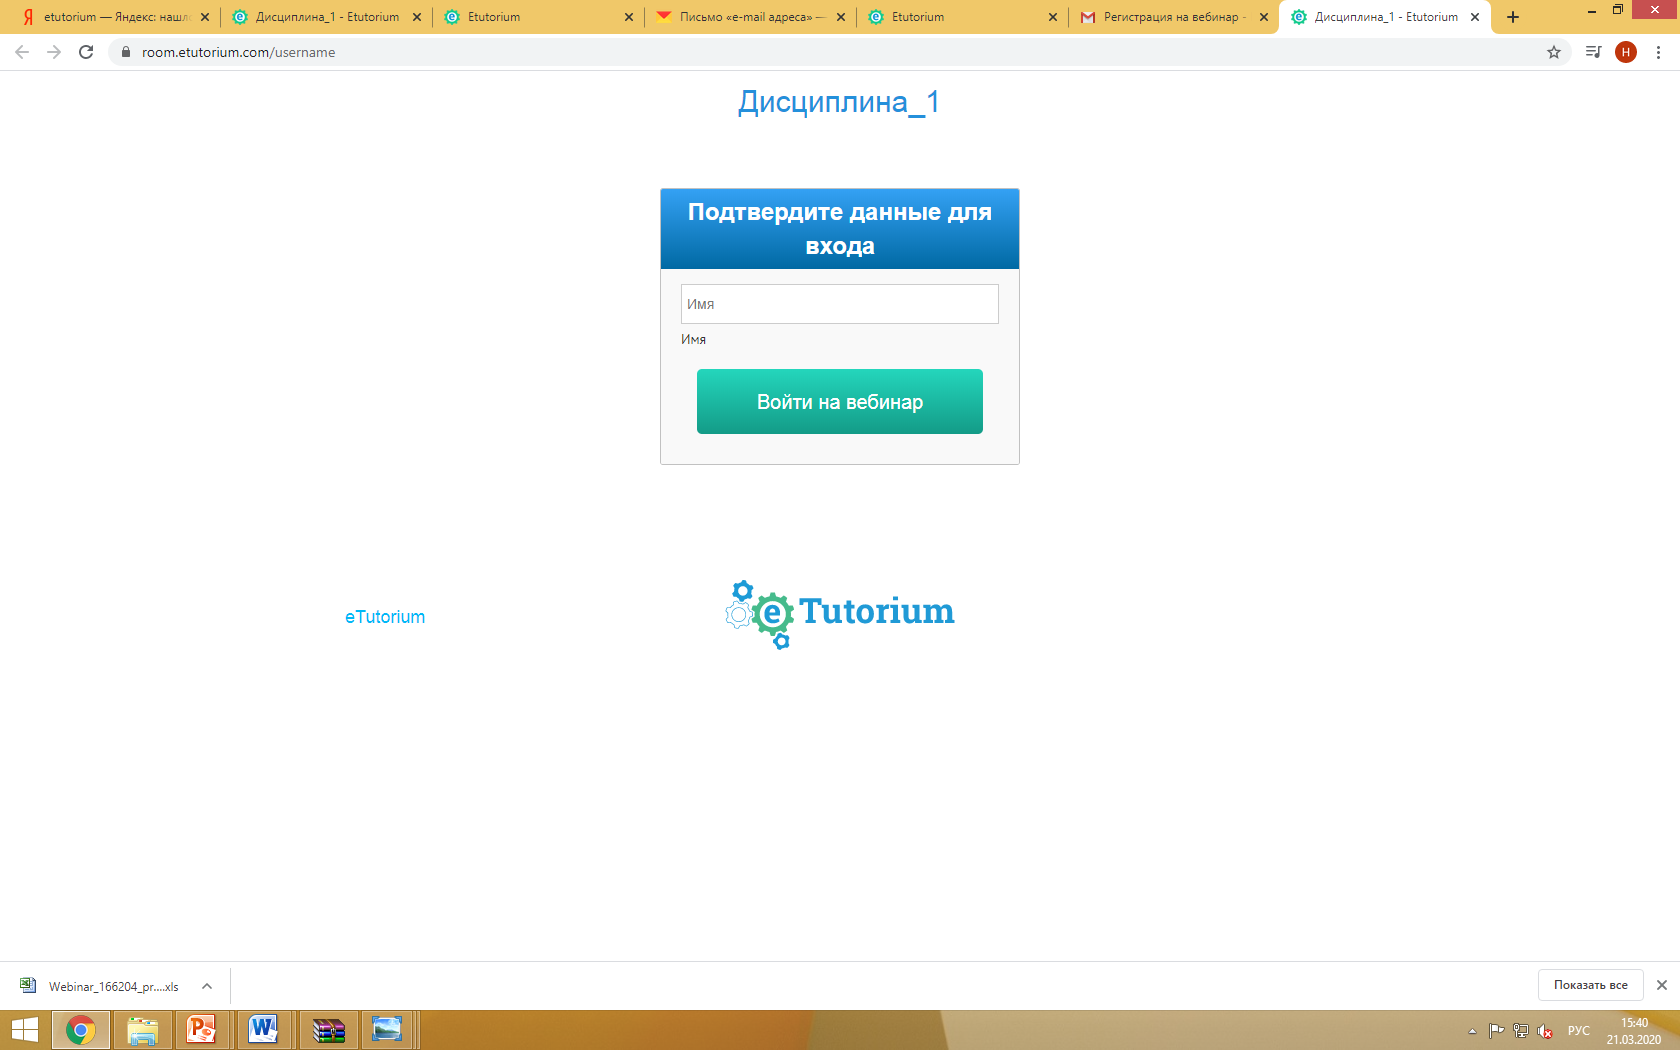 etutorium — Яндекс: нашло
Дисциплина_1 - Etutorium
Etutorium
Письмо «e-mail адреса» —
Etutorium
Регистрация на вебинар -
Дисциплина_1 - Etutorium
room.etutorium.com/username
Н
Дисциплина_1
Подтвердите данные для
входа
Имя
Имя
Войти на вебинар
eTutorium
eTutorium
Webinar_166204_pr....xls
Показать все
РУС
15:40
21.03.2020